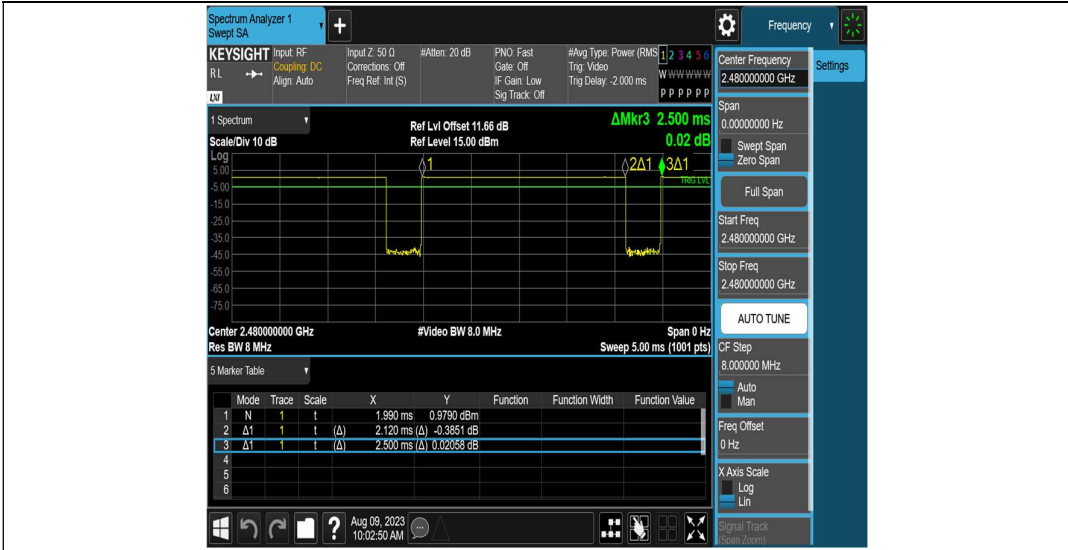 Spectrum Analyzer 1
Swept SA
Frequency
KEYSIGHT
RL
LXI
Input: RF
Coupling: DC
Align: Auto
Input Z: 50 Ω
Corrections: Off
Freq Ref: Int (S)
#Atten: 20 dB
PNO: Fast
Gate: Off
IF Gain: Low
Sig Track: Off
#Avg Type: Power (RMS
Trig: Video
Trig Delay: -2.000 ms
1 2 3 4 5 6
W W W W W W
P P P P P P
1 Spectrum
Scale/Div 10 dB
Ref Lvl Offset 11.66 dB
Ref Level 15.00 dBm
ΔMkr3 2.500 ms
0.02 dB
Log
5.00
-5.00
-15.0
-25.0
-35.0
-45.0
-55.0
-65.0
-75.0
1
2Δ1
3Δ1
TRIG LVL
Center 2.480000000 GHz
#Video BW 8.0 MHz
Span 0 Hz
Res BW 8 MHz
Sweep 5.00 ms (1001 pts)
5 Marker Table
Mode Trace Scale X Y Function Function Width Function Value
1 N 1 t 1.990 ms 0.9790 dBm
2 Δ1 1 t (Δ) 2.120 ms (Δ) -0.3851 dB
3 Δ1 1 t (Δ) 2.500 ms (Δ) 0.02058 dB
4
5
6
Aug 09, 2023
10:02:50 AM
Center Frequency
2.480000000 GHz
Settings
Span
0.00000000 Hz
Swept Span
Zero Span
Full Span
Start Freq
2.480000000 GHz
Stop Freq
2.480000000 GHz
AUTO TUNE
CF Step
8.000000 MHz
Auto
Man
Freq Offset
0 Hz
X Axis Scale
Log
Lin
Signal Track
(Span Zoom)